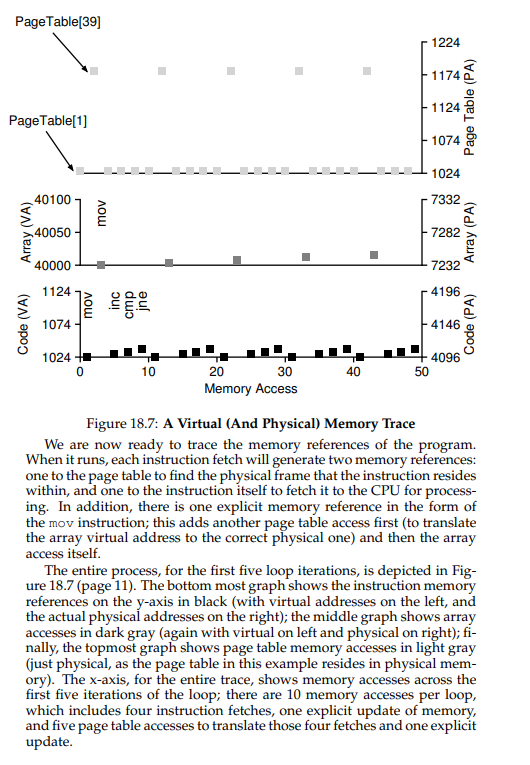 PageTable[39]
1224
1174
1124
1074
1024
Page Table (PA)
PageTable[1]
40100
40050
40000
Array (VA)
mov
7332
7282
7232
Array (PA)
1124
1074
1024
Code (VA)
mov
inc
cmp
jne
4196
4146
4096
Code (PA)
0 10 20 30 40 50
Memory Access
Figure 18.7: A Virtual (And Physical) Memory Trace
We are now ready to trace the memory references of the program.
When it runs, each instruction fetch will generate two memory references:
one to the page table to find the physical frame that the instruction resides
within, and one to the instruction itself to fetch it to the CPU for process-
ing. In addition, there is one explicit memory reference in the form of
the mov instruction; this adds another page table access first (to translate
the array virtual address to the correct physical one) and then the array
access itself.
The entire process, for the first five loop iterations, is depicted in Fig-
ure 18.7 (page 11). The bottom most graph shows the instruction memory
references on the y-axis in black (with virtual addresses on the left, and
the actual physical addresses on the right); the middle graph shows array
accesses in dark gray (again with virtual on left and physical on right); fi-
nally, the topmost graph shows page table memory accesses in light gray
(just physical, as the page table in this example resides in physical mem-
ory). The x-axis, for the entire trace, shows memory accesses across the
first five iterations of the loop; there are 10 memory accesses per loop,
which includes four instruction fetches, one explicit update of memory,
and five page table accesses to translate those four fetches and one explicit
update.